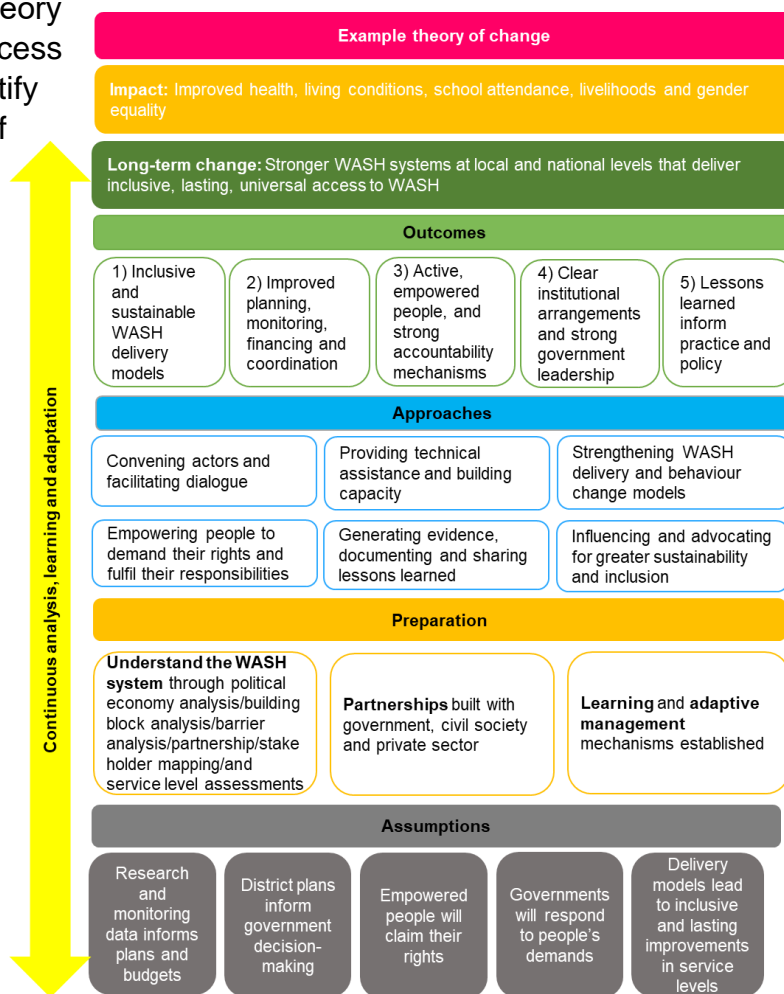 eory
cess
tify
f
Example theory of change
Impact: Improved health, living conditions, school attendance, livelihoods and gender
equality
Long-term change: Stronger WASH systems at local and national levels that deliver
inclusive, lasting, universal access to WASH
Outcomes
1) Inclusive
and
sustainable
WASH
delivery
models
2) Improved
planning,
monitoring,
financing and
coordination
3) Active,
empowered
people, and
strong
accountability
mechanisms
4) Clear
institutional
arrangements
and strong
government
leadership
5) Lessons
learned
inform
practice and
policy
Approaches
Convening actors and
facilitating dialogue
Providing technical
assistance and building
capacity
Strengthening WASH
delivery and behaviour
change models
Empowering people to
demand their rights and
fulfil their responsibilities
Generating evidence,
documenting and sharing
lessons learned
Influencing and advocating
for greater sustainability
and inclusion
Preparation
Understand the WASH
system through political
economy analysis/building
block analysis/barrier
analysis/partnership/stake
holder mapping/and
service level assessments
Partnerships built with
government, civil society
and private sector
Learning and adaptive
management
mechanisms established
Assumptions
Research
and
monitoring
data informs
plans and
budgets
District plans
inform
government
decision-
making
Empowered
people will
claim their
rights
Governments
will respond
to people's
demands
Delivery
models lead
to inclusive
and lasting
improvements
in service
levels
Continuous analysis, learning and adaptation